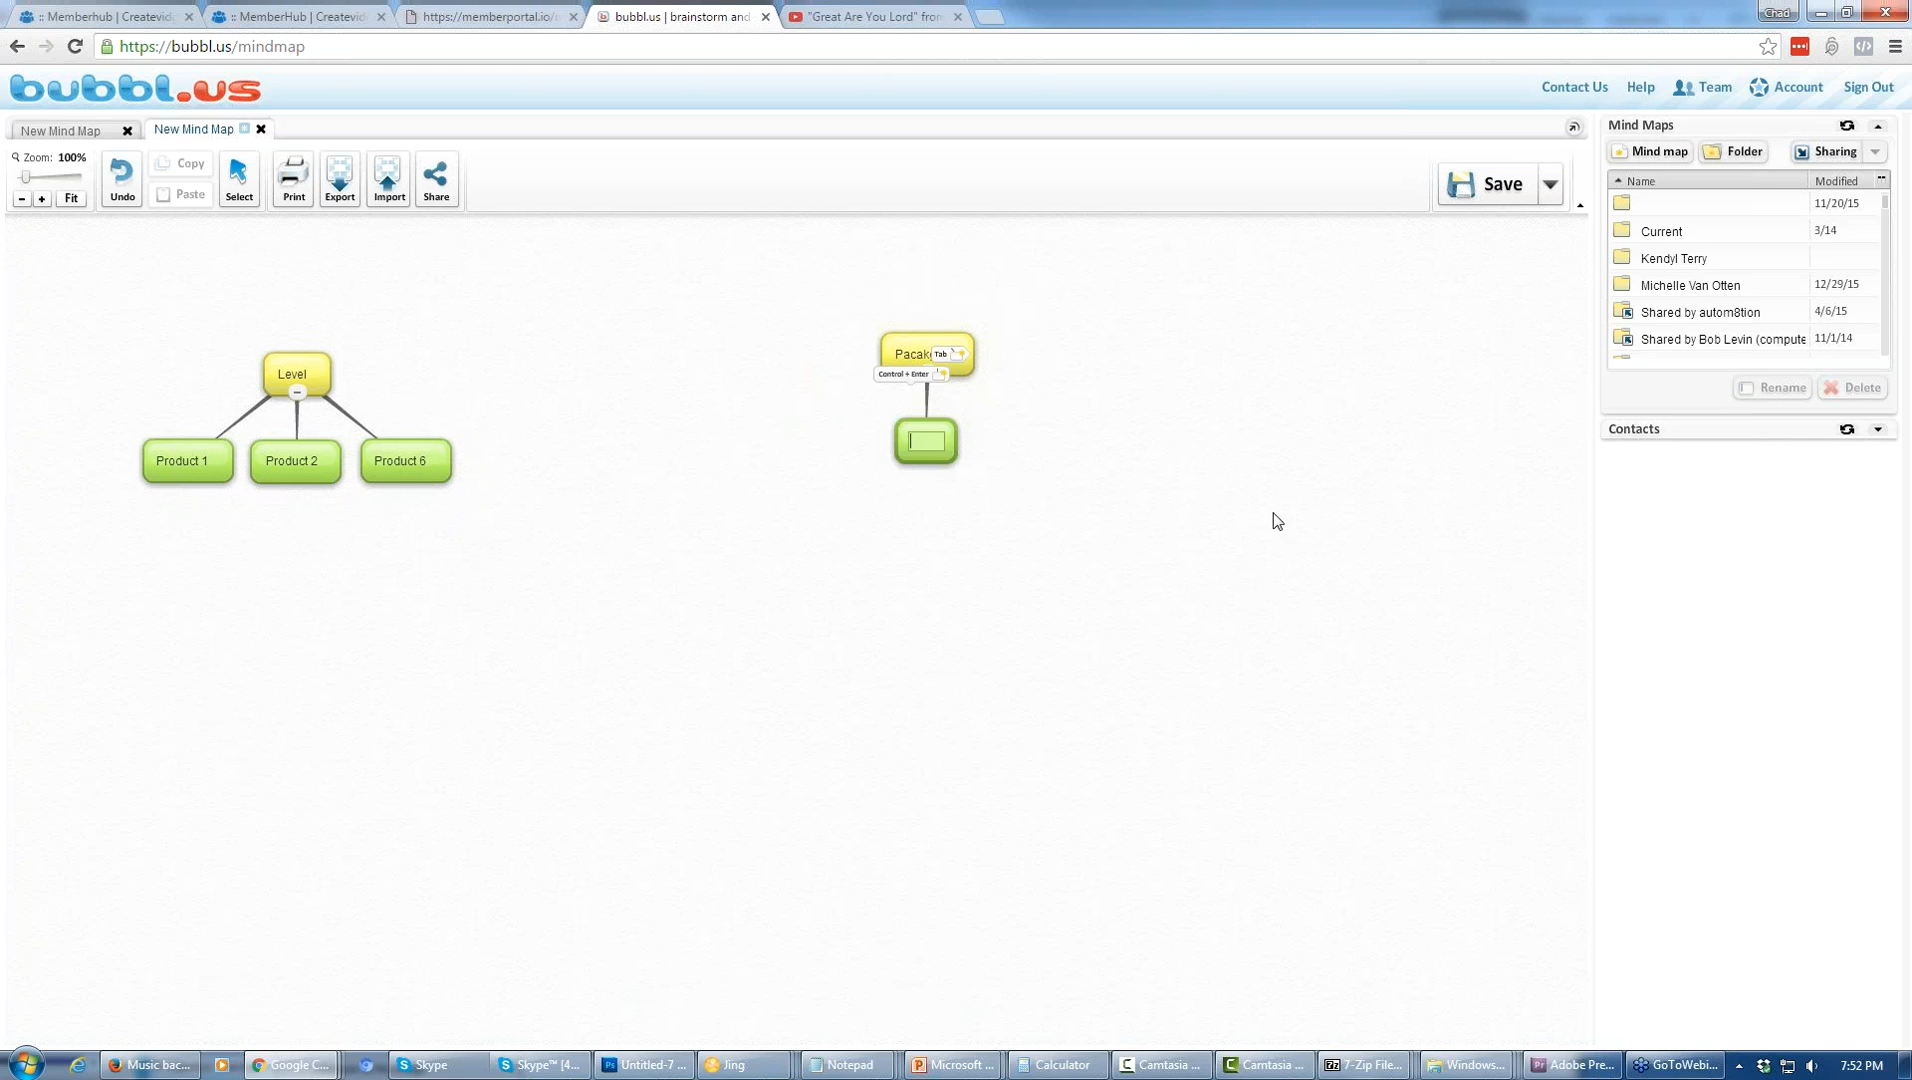 :: MemberHub | Createvid
:: MemberHub | Createvid
https://memberportal.io/
bubbl.us | brainstorm and
"Great Are You Lord" fro
Chad
https://bubbl.us/mindmap
bubbl.us
Contact Us
Help
Team
Account
Sign Out
New Mind Map
New Mind Map
Zoom: 100%
Fit
Undo
Copy
Paste
Select
Print
Export
Import
Share
Save
Mind Maps
Mind map
Folder
Sharing
Name
Modified
11/20/15
Current
3/14
Kendyl Terry
Michelle Van Otten
12/29/15
Shared by autom8tion
4/6/15
Shared by Bob Levin (compute
11/1/14
Rename
Delete
Contacts
Level
Product 1
Product 2
Product 6
Pacak
Tab
Control + Enter
Music bac...
Google C...
Skype
Skype™ [4...
Untitled-7 ...
Jing
Notepad
Microsoft ...
Calculator
Camtasia ...
Camtasia ...
7-Zip File...
Windows...
Adobe Pre...
GoToWebi...
7:52 PM